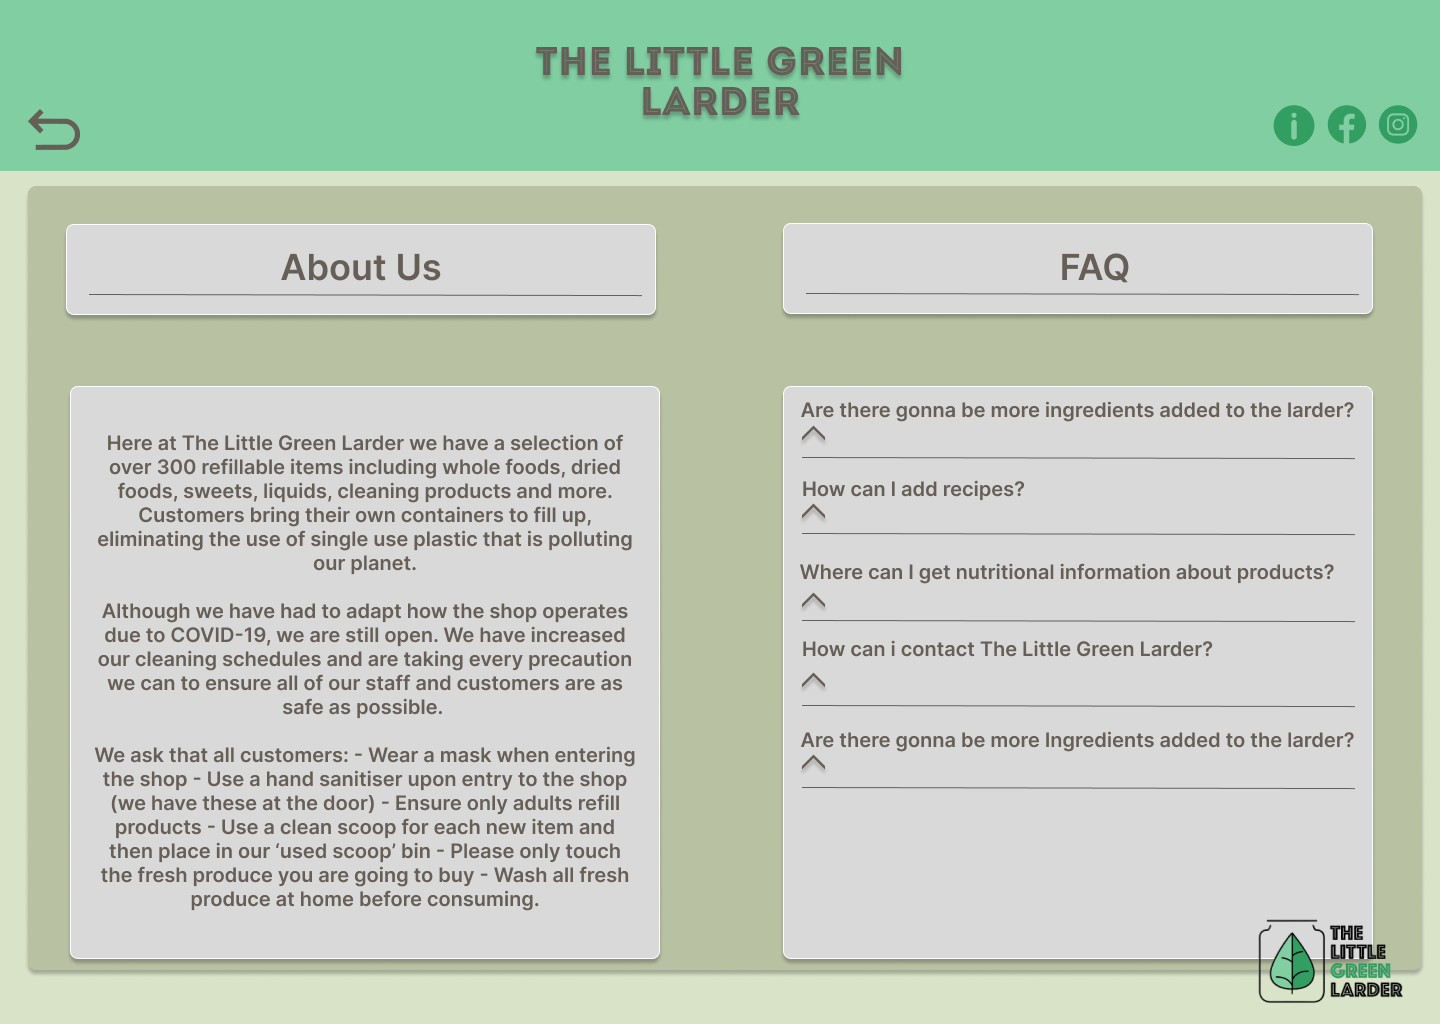 THE LITTLE GREEN
LARDER
About Us
Here at The Little Green Larder we have a selection of
over 300 refillable items including whole foods, dried
foods, sweets, liquids, cleaning products and more.
Customers bring their own containers to fill up,
eliminating the use of single use plastic that is polluting
our planet.
Although we have had to adapt how the shop operates
due to COVID-19, we are still open. We have increased
our cleaning schedules and are taking every precaution
we can to ensure all of our staff and customers are as
safe as possible.
We ask that all customers: - Wear a mask when entering
the shop - Use a hand sanitiser upon entry to the shop
(we have these at the door) - Ensure only adults refill
products - Use a clean scoop for each new item and
then place in our ‘used scoop’ bin - Please only touch
the fresh produce you are going to buy - Wash all fresh
produce at home before consuming.
FAQ
Are there gonna be more ingredients added to the larder?
How can I add recipes?
Where can I get nutritional information about products?
How can i contact The Little Green Larder?
Are there gonna be more Ingredients added to the larder?
THE
LITTLE
GREEN
LARDER